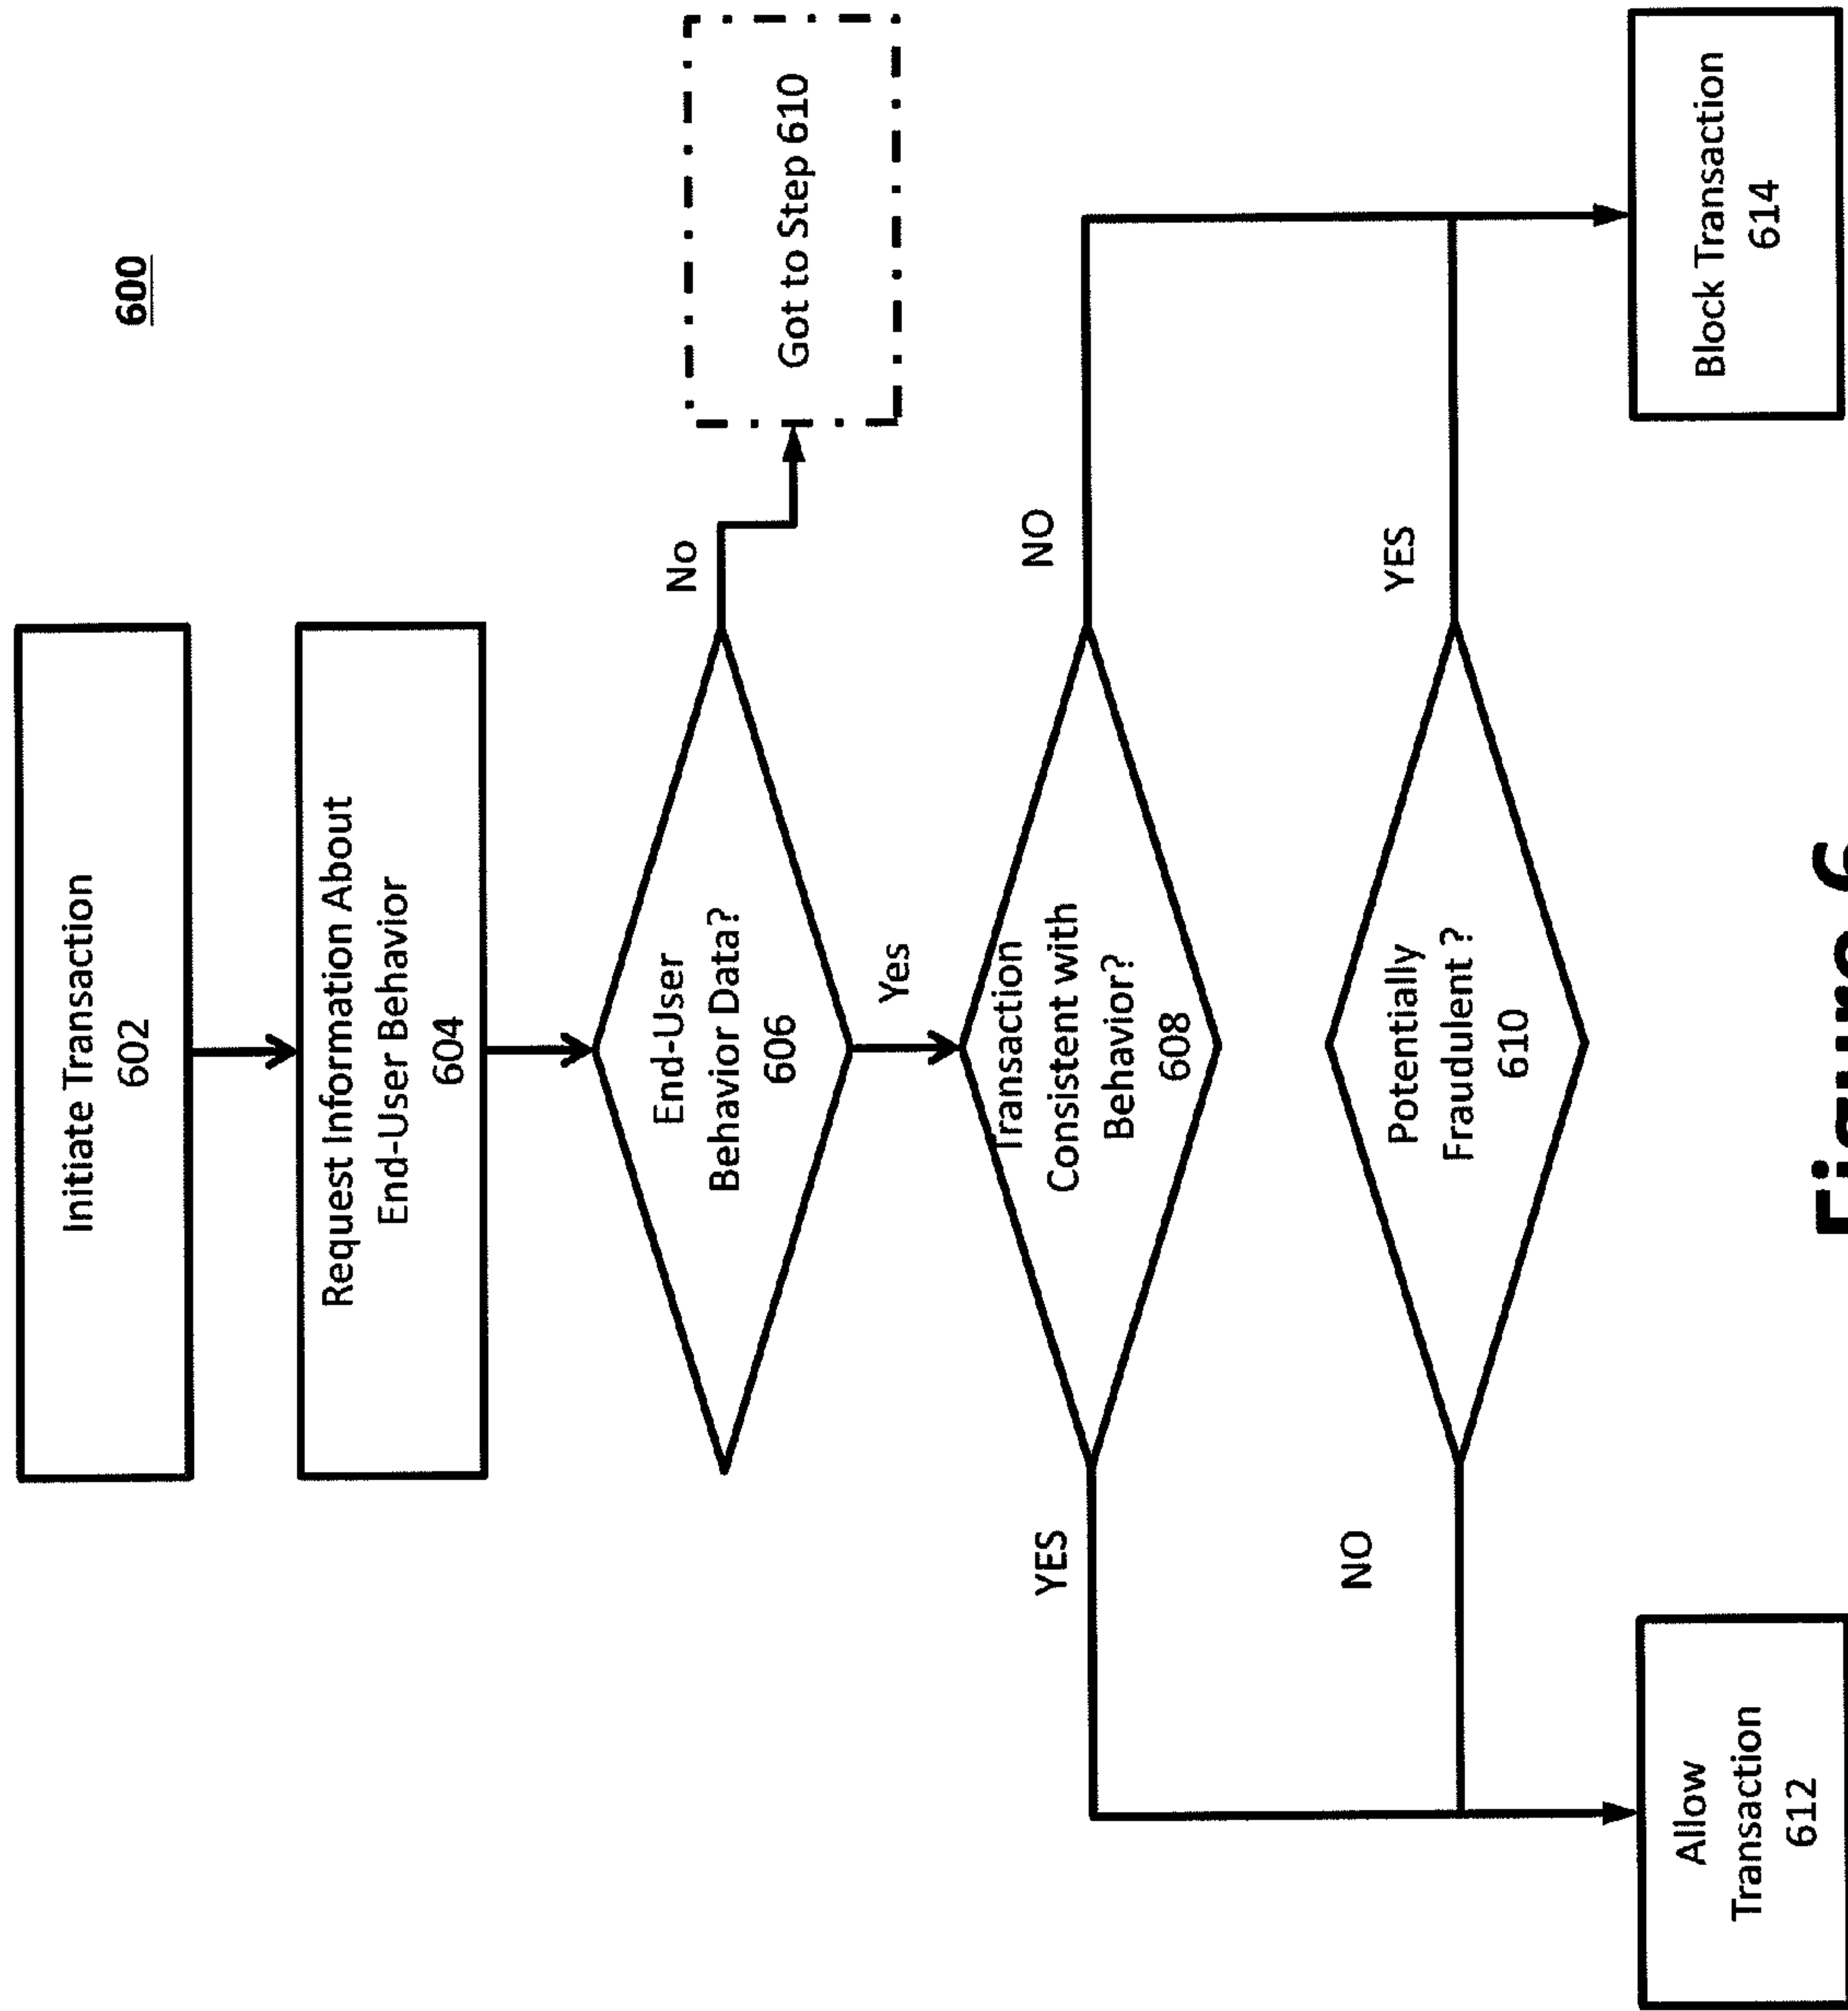 600
Initiate Transaction
602
Request Information About
End-User Behavior
604
End-User
Behavior Data?
606
No
Got to Step 610
Yes
Transaction
Consistent with
Behavior?
608
YES
NO
Potentially
Fraudulent ?
610
NO
YES
Allow
Transaction
612
Block Transaction
614
Figure 6